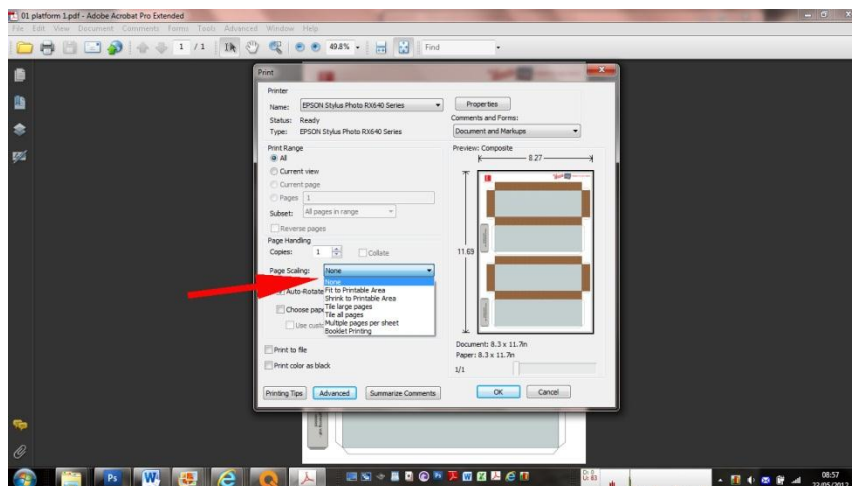 01 platform 1.pdf - Adobe Acrobat Pro Extended
File Edit View Document Comments Forms Tools Advanced Window Help
1 / 1 49.8% Find
Print
Printer
Name: EPSON Stylus Photo RX640 Series Properties
Status: Ready Comments and Forms:
Type: EPSON Stylus Photo RX640 Series Document and Markups
Print Range Preview: Composite
All 8.27
Current view
Current page
Pages 1
Subset: All pages in range
Reverse pages
Page Handling
Copies: 1 Collate 11.69
Page Scaling: None
None
Auto-Rotate Fit to Printable Area
Shrink to Printable Area
Choose pape Tile large pages
Tile all pages
Use custo Multiple pages per sheet
Booklet Printing
Print to file Document: 8.3 x 11.7in
Paper: 8.3 x 11.7in
Print color as black 1/1
Printing Tips Advanced Summarize Comments OK Cancel
Ps W
08:57
22/05/2012